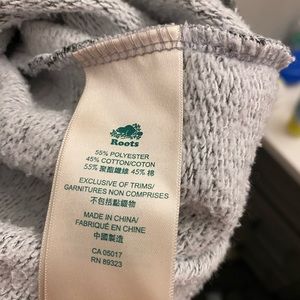 Roots
55% POLYESTER
45% COTTON/COTON
55% 聚酯纖維 45% 棉
EXCLUSIVE OF TRIMS/
GARNITURES NON COMPRISES
不包括點綴物
MADE IN CHINA/
FABRIQUÉ EN CHINE
中國製造
CA 05017
RN 89323